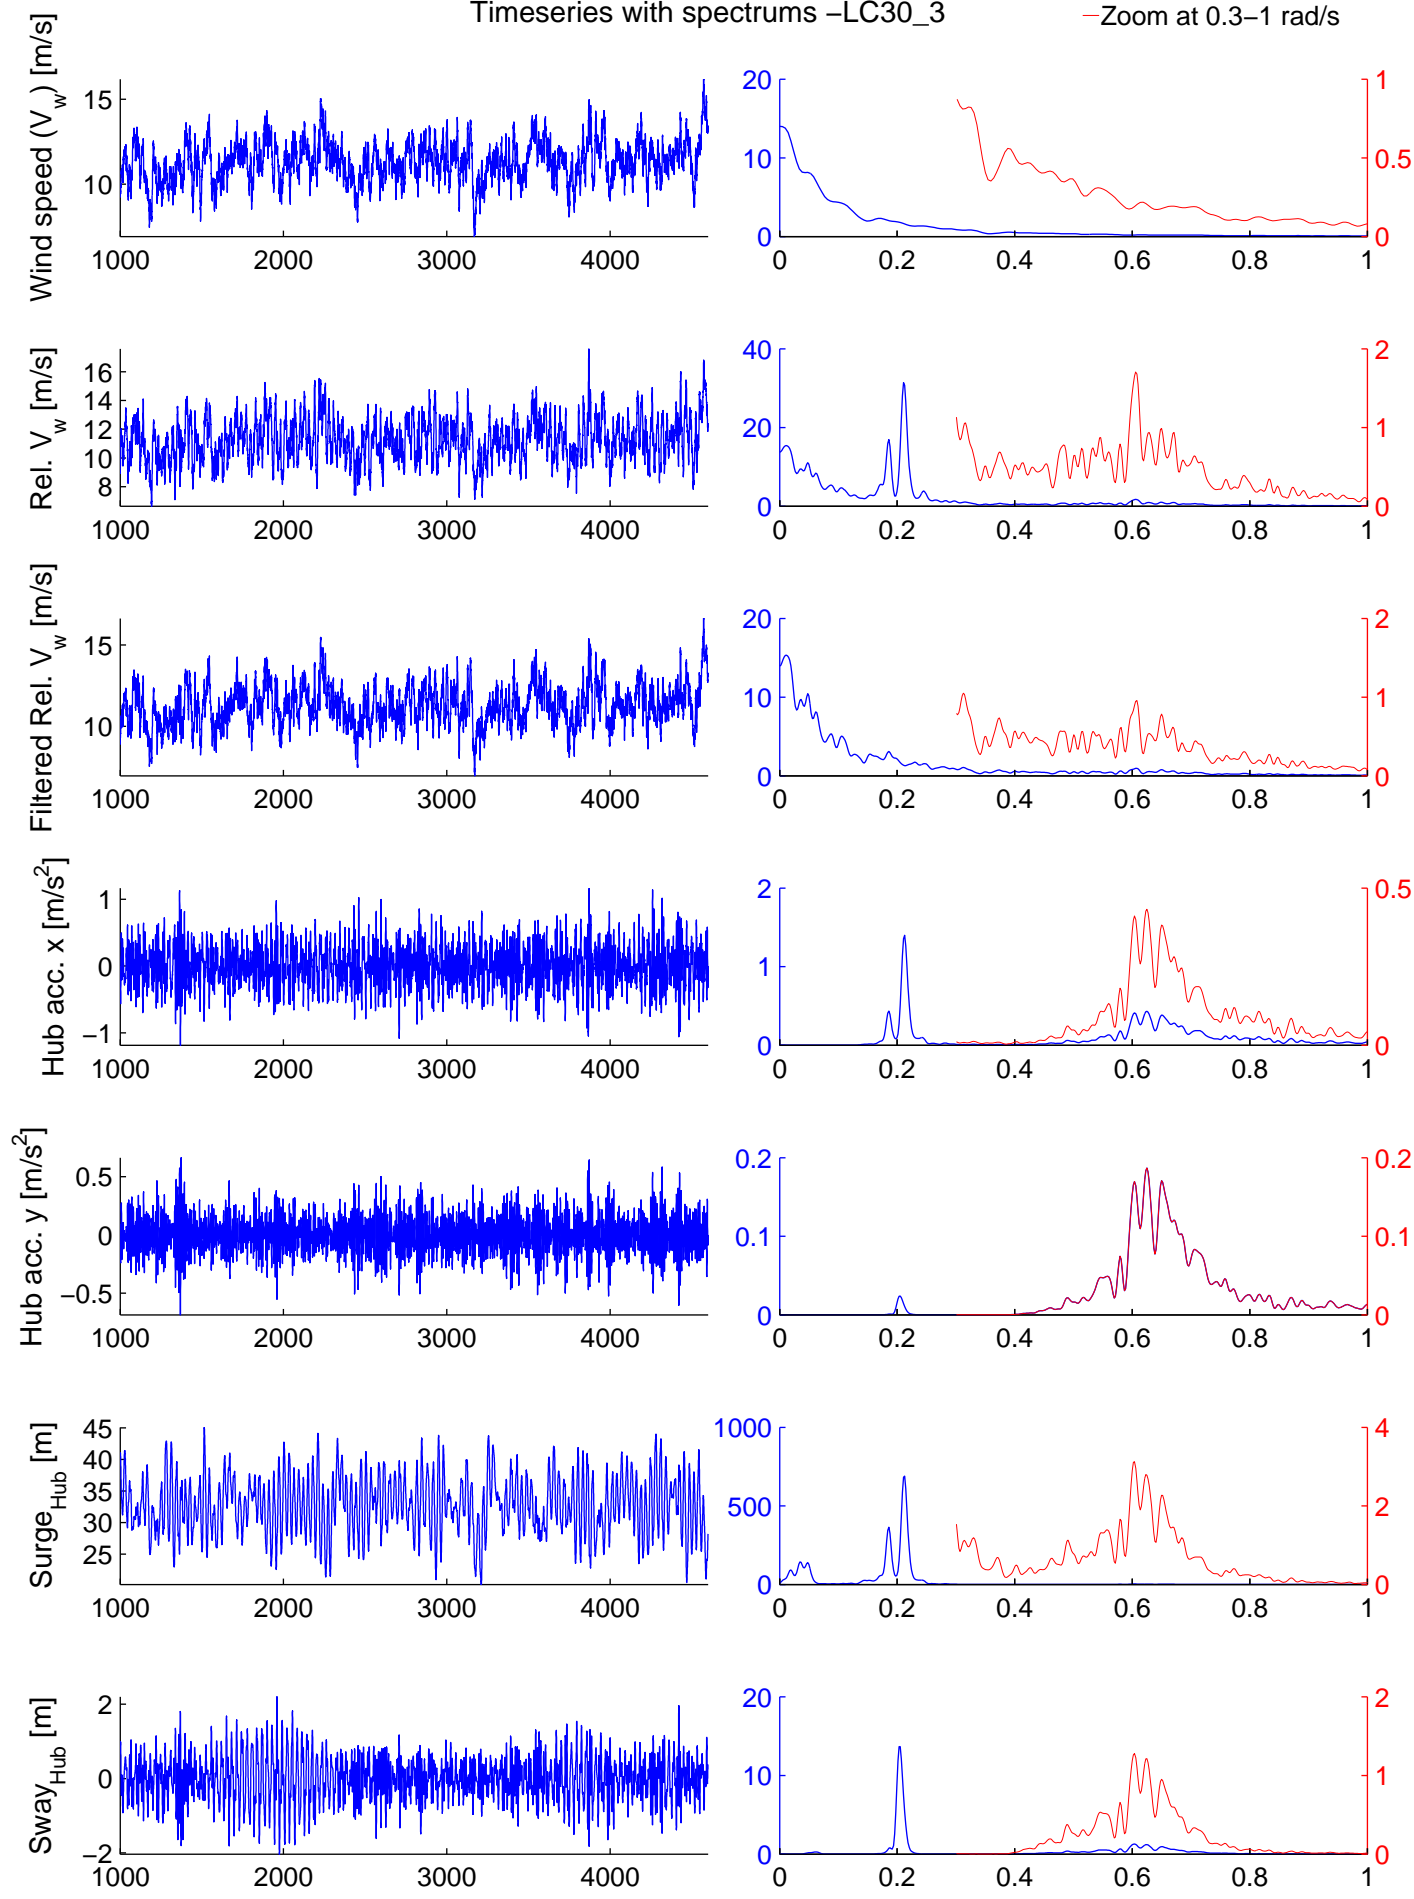 Timeseries with spectrums −LC30_3
−Zoom at 0.3−1 rad/s
Wind speed (V_w) [m/s]
15
10
1000 2000 3000 4000
20
10
0
0 0.2 0.4 0.6 0.8 1
1
0.5
0
Rel. V_w [m/s]
16
14
12
10
8
1000 2000 3000 4000
40
20
0
0 0.2 0.4 0.6 0.8 1
2
1
0
Filtered Rel. V_w [m/s]
15
10
1000 2000 3000 4000
20
10
0
0 0.2 0.4 0.6 0.8 1
2
1
0
Hub acc. x [m/s²]
1
0
−1
1000 2000 3000 4000
2
1
0
0 0.2 0.4 0.6 0.8 1
0.5
0
Hub acc. y [m/s²]
0.5
0
−0.5
1000 2000 3000 4000
0.2
0.1
0
0 0.2 0.4 0.6 0.8 1
0.2
0.1
0
Surge_Hub [m]
45
40
35
30
25
1000 2000 3000 4000
1000
500
0
0 0.2 0.4 0.6 0.8 1
4
2
0
Sway_Hub [m]
2
0
−2
1000 2000 3000 4000
20
10
0
0 0.2 0.4 0.6 0.8 1
2
1
0